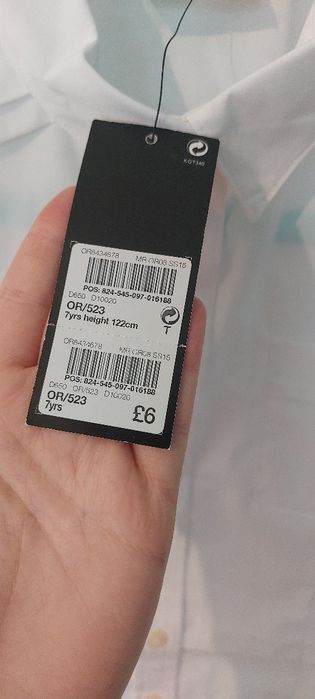 KQT340
OR8434678 MR OR08 SS15
POS: 824-545-097-016188
D650 D10020
OR/523
7yrs height 122cm
T
OR8434678 MR OR08 SS15
POS: 824-545-097-016188
D650 OR/523 D10020
OR/523
7yrs
£6